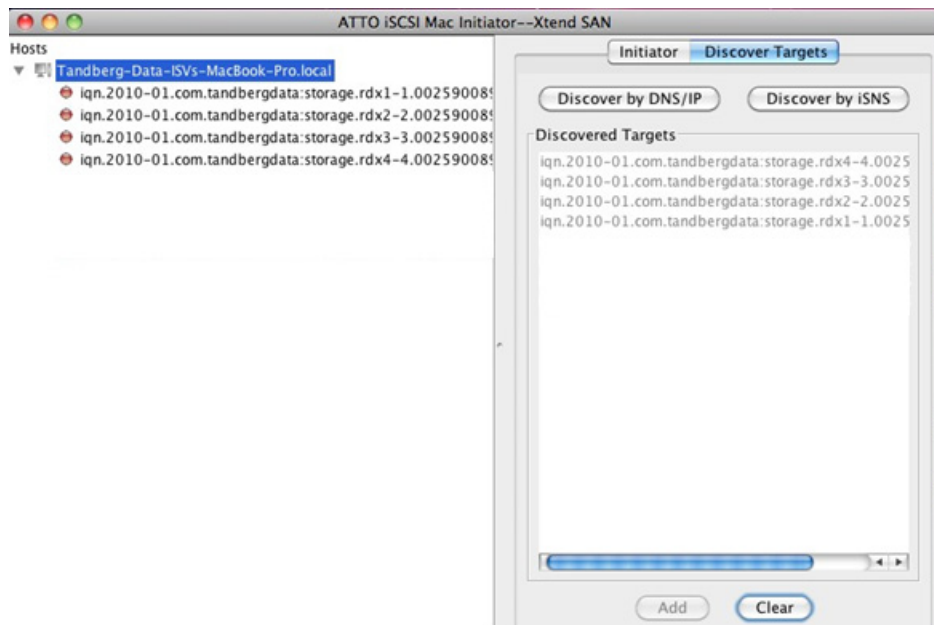 ATTO iSCSI Mac Initiator--Xtend SAN
Hosts
Tandberg-Data-ISVs-MacBook-Pro.local
iqn.2010-01.com.tandbergdata:storage.rdx1-1.002590089
iqn.2010-01.com.tandbergdata:storage.rdx2-2.002590089
iqn.2010-01.com.tandbergdata:storage.rdx3-3.002590089
iqn.2010-01.com.tandbergdata:storage.rdx4-4.002590089
Initiator Discover Targets
Discover by DNS/IP Discover by iSNS
Discovered Targets
iqn.2010-01.com.tandbergdata:storage.rdx4-4.0025
iqn.2010-01.com.tandbergdata:storage.rdx3-3.0025
iqn.2010-01.com.tandbergdata:storage.rdx2-2.0025
iqn.2010-01.com.tandbergdata:storage.rdx1-1.0025
Add Clear